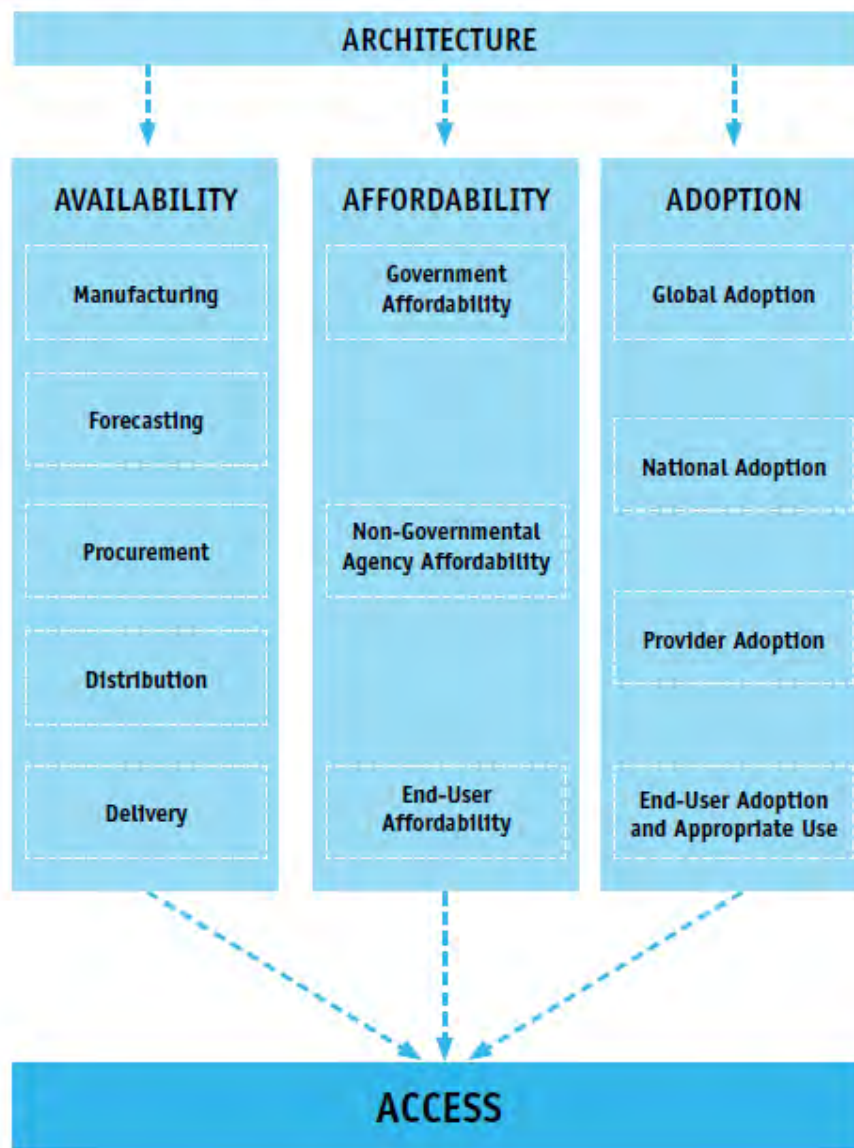 ARCHITECTURE
AVAILABILITY
Manufacturing
Forecasting
Procurement
Distribution
Delivery
AFFORDABILITY
Government
Affordability
Non-Governmental
Agency Affordability
End-User
Affordability
ADOPTION
Global Adoption
National Adoption
Provider Adoption
End-User Adoption
and Appropriate Use
ACCESS